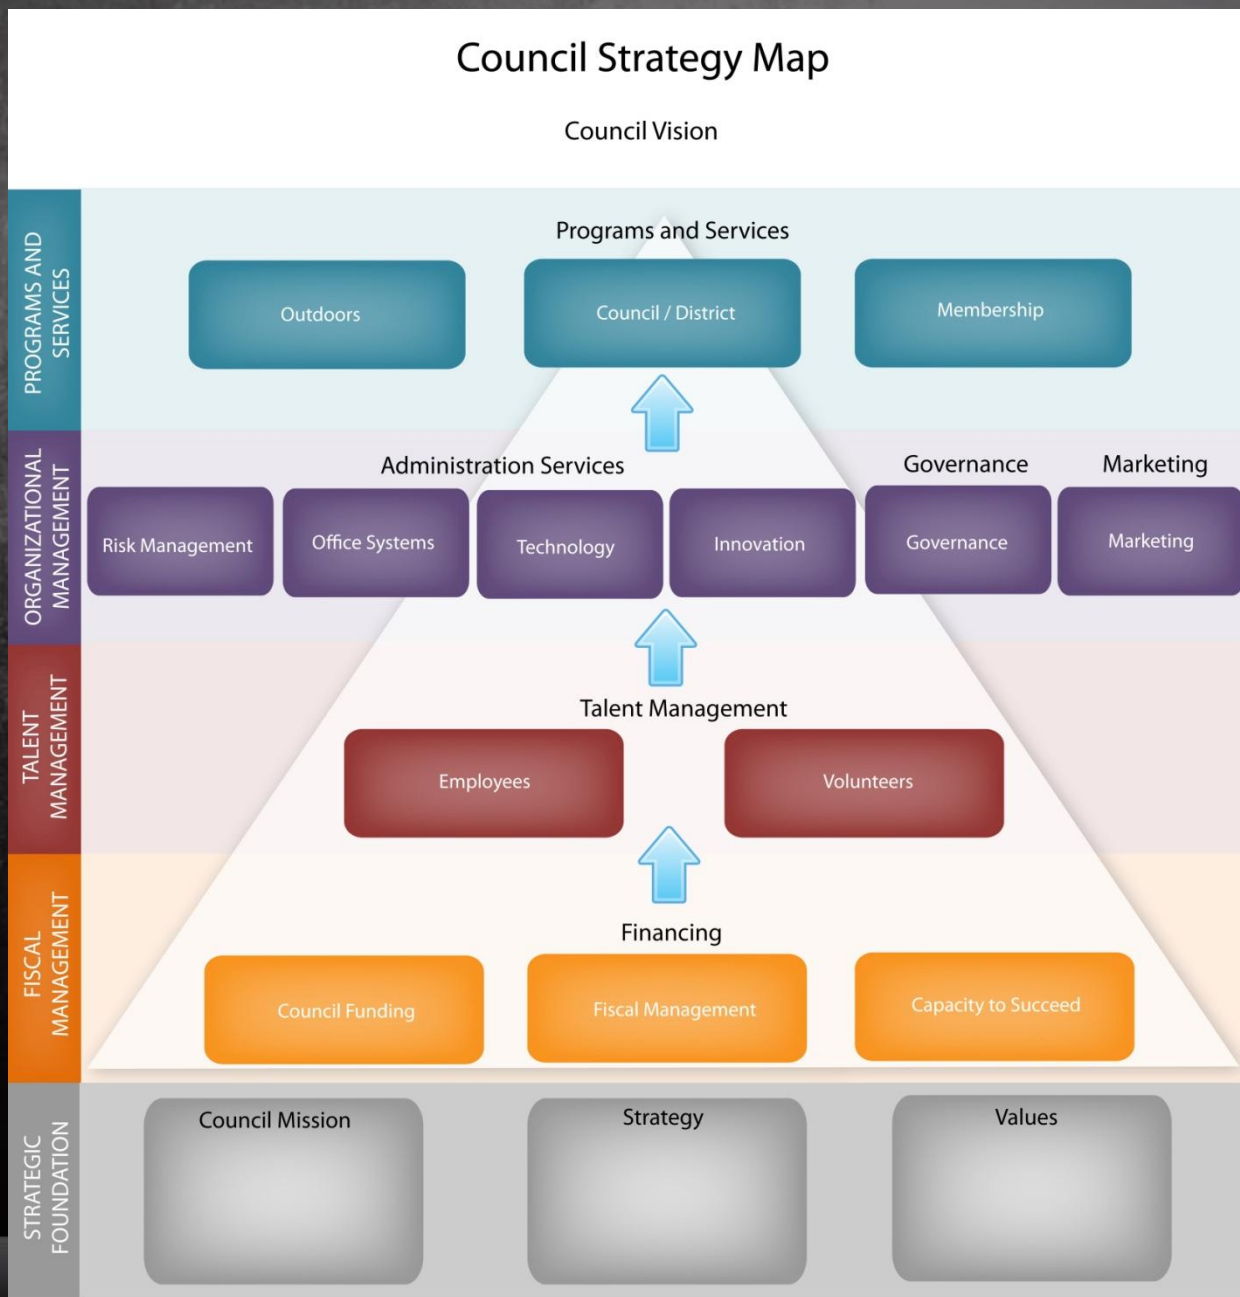 Council Strategy Map
Council Vision
PROGRAMS AND
SERVICES
Programs and Services
Outdoors
Council / District
Membership
ORGANIZATIONAL
MANAGEMENT
Administration Services
Governance
Marketing
Risk Management
Office Systems
Technology
Innovation
Governance
Marketing
TALENT
MANAGEMENT
Talent Management
Employees
Volunteers
FISCAL
MANAGEMENT
Financing
Council Funding
Fiscal Management
Capacity to Succeed
STRATEGIC
FOUNDATION
Council Mission
Strategy
Values